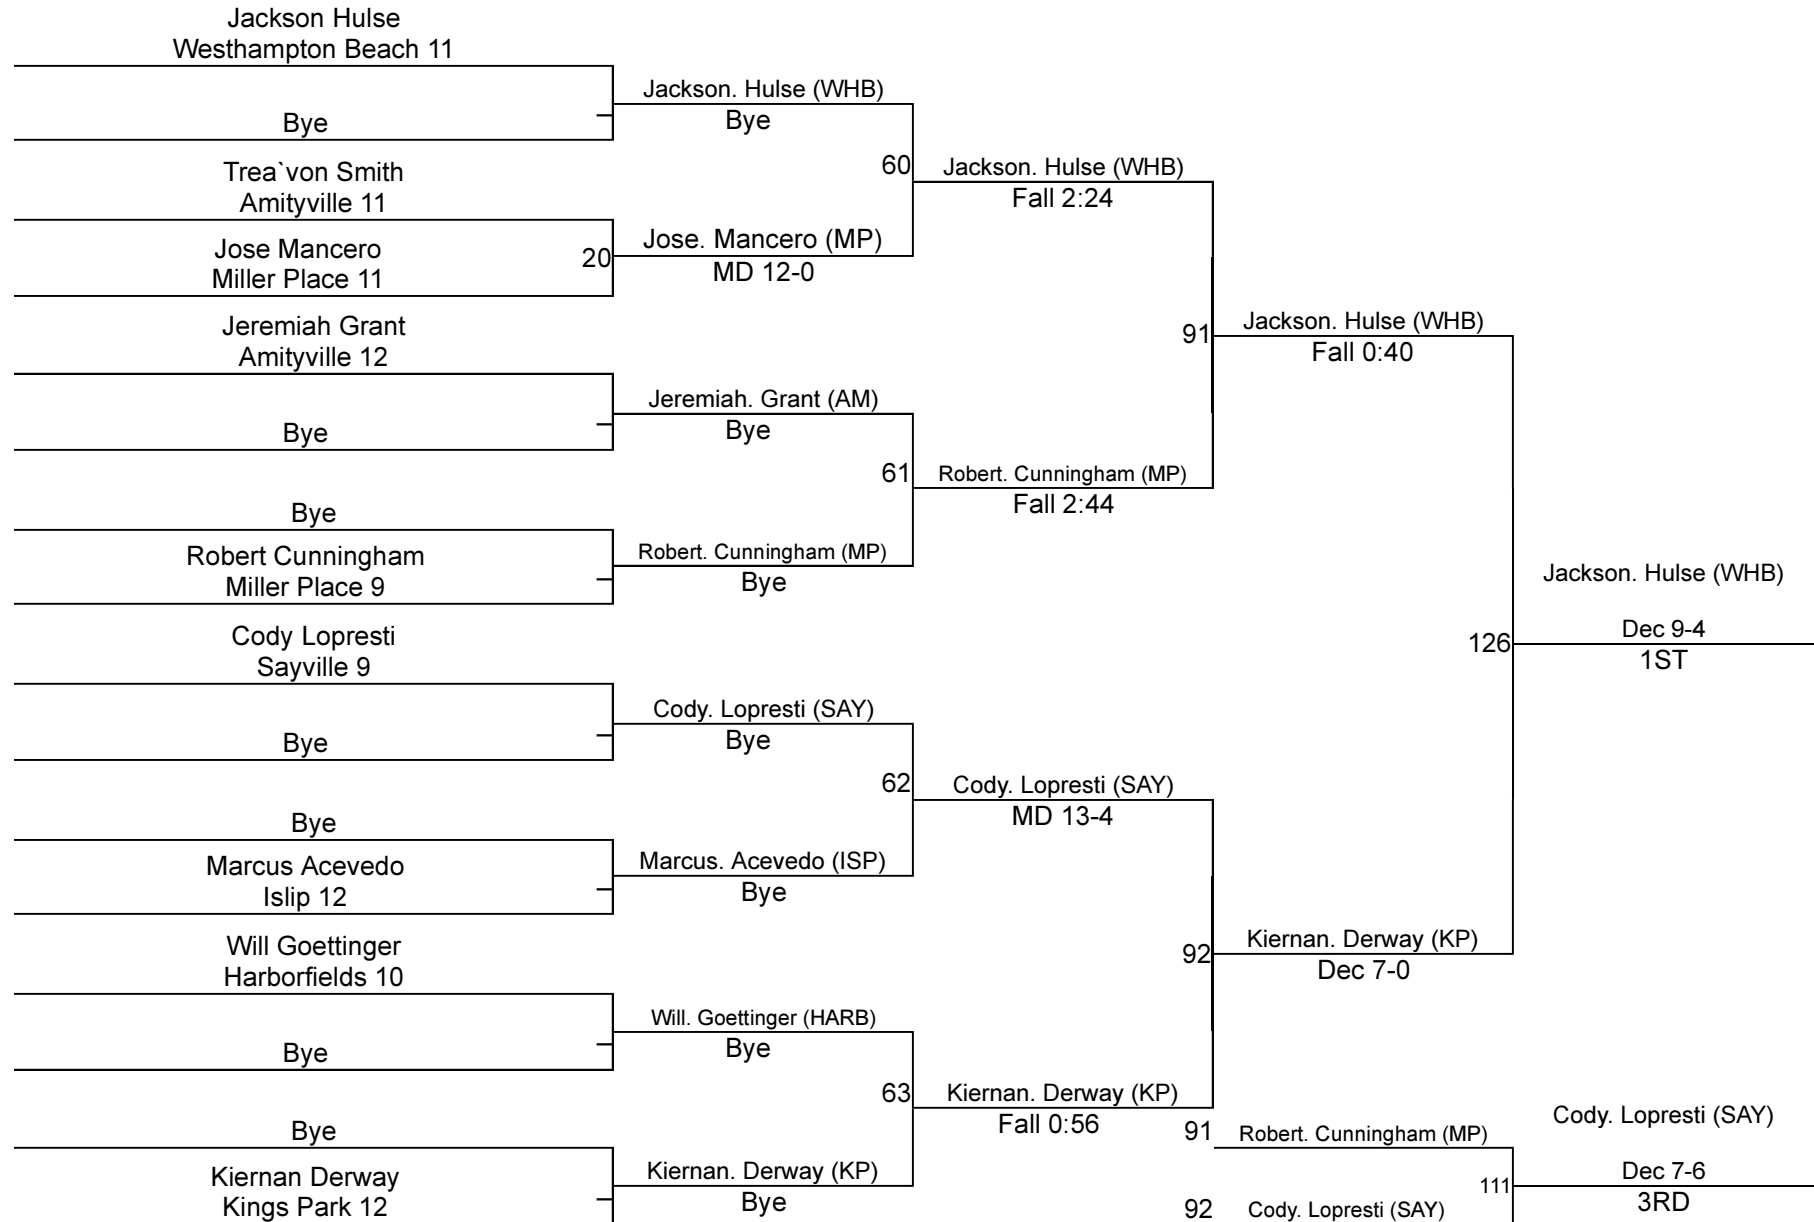 Jackson Hulse
Westhampton Beach 11
Bye
Trea`von Smith
Amityville 11
Jose Mancero
Miller Place 11
Jeremiah Grant
Amityville 12
Bye
Bye
Robert Cunningham
Miller Place 9
Cody Lopresti
Sayville 9
Bye
Bye
Marcus Acevedo
Islip 12
Will Goettinger
Harborfields 10
Bye
Bye
Kiernan Derway
Kings Park 12
Jackson. Hulse (WHB)
Bye
20
Jose. Mancero (MP)
MD 12-0
Jeremiah. Grant (AM)
Bye
Robert. Cunningham (MP)
Bye
Cody. Lopresti (SAY)
Bye
Marcus. Acevedo (ISP)
Bye
Will. Goettinger (HARB)
Bye
Kiernan. Derway (KP)
Bye
60
Jackson. Hulse (WHB)
Fall 2:24
61
Robert. Cunningham (MP)
Fall 2:44
62
Cody. Lopresti (SAY)
MD 13-4
63
Kiernan. Derway (KP)
Fall 0:56
91
Jackson. Hulse (WHB)
Fall 0:40
92
Kiernan. Derway (KP)
Dec 7-0
126
Jackson. Hulse (WHB)
Dec 9-4
1ST
91
Robert. Cunningham (MP)
92
Cody. Lopresti (SAY)
111
Cody. Lopresti (SAY)
Dec 7-6
3RD